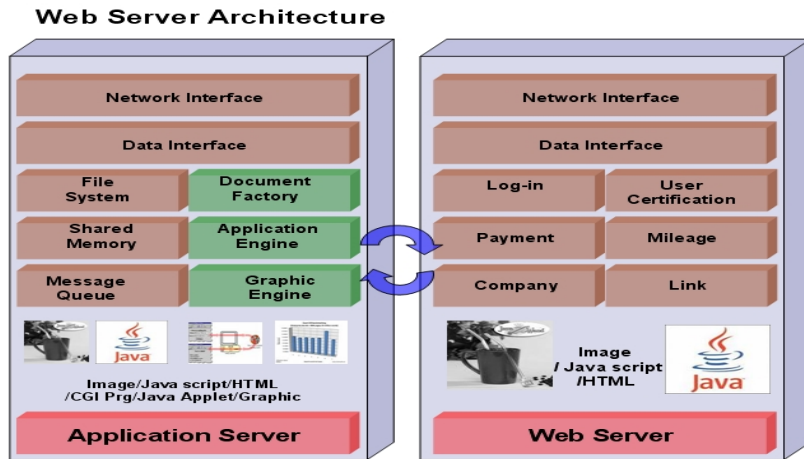 Web Server Architecture
Network Interface
Data Interface
File
System
Document
Factory
Shared
Memory
Application
Engine
Message
Queue
Graphic
Engine
Java
Image/Java script/HTML
/CGI Prg/Java Applet/Graphic
Application Server
Network Interface
Data Interface
Log-in
User
Certification
Payment
Mileage
Company
Link
Image
/ Java script
/HTML
Java
Web Server